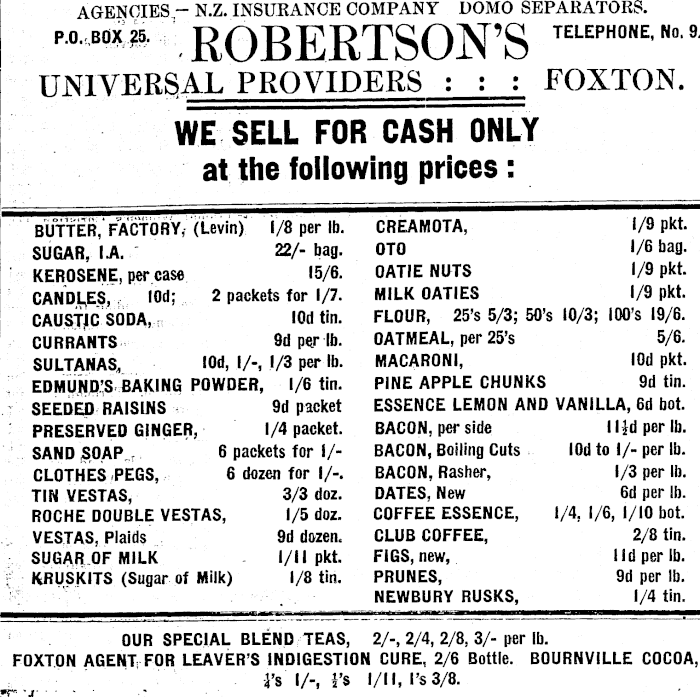 AGENCIES.— N.Z. INSURANCE COMPANY DOMO SEPARATORS.
P.O. BOX 25. ROBERTSON'S TELEPHONE, No. 9.
UNIVERSAL PROVIDERS : : : FOXTON.
WE SELL FOR CASH ONLY
at the following prices :
BUTTER, FACTORY, (Levin) 1/8 per lb.
SUGAR, I.A. 22/- bag.
KEROSENE, per case 15/6.
CANDLES, 10d; 2 packets for 1/7.
CAUSTIC SODA, 10d tin.
CURRANTS 9d per lb.
SULTANAS, 10d, 1/-, 1/3 per lb.
EDMUND'S BAKING POWDER, 1/6 tin.
SEEDED RAISINS 9d packet
PRESERVED GINGER, 1/4 packet.
SAND SOAP 6 packets for 1/-
CLOTHES PEGS, 6 dozen for 1/-.
TIN VESTAS, 3/3 doz.
ROCHE DOUBLE VESTAS, 1/5 doz.
VESTAS, Plaids 9d dozen.
SUGAR OF MILK 1/11 pkt.
KRUSKITS (Sugar of Milk) 1/8 tin.
CREAMOTA, 1/9 pkt.
OTO 1/6 bag.
OATIE NUTS 1/9 pkt.
MILK OATIES 1/9 pkt.
FLOUR, 25's 5/3; 50's 10/3; 100's 19/6.
OATMEAL, per 25's 5/6.
MACARONI, 10d pkt.
PINE APPLE CHUNKS 9d tin.
ESSENCE LEMON AND VANILLA, 6d bot.
BACON, per side 11½d per lb.
BACON, Boiling Cuts 10d to 1/- per lb.
BACON, Rasher, 1/3 per lb.
DATES, New 6d per lb.
COFFEE ESSENCE, 1/4, 1/6, 1/10 bot.
CLUB COFFEE, 2/8 tin.
FIGS, new, 11d per lb.
PRUNES, 9d per lb.
NEWBURY RUSKS, 1/4 tin.
OUR SPECIAL BLEND TEAS, 2/-, 2/4, 2/8, 3/- per lb.
FOXTON AGENT FOR LEAVER'S INDIGESTION CURE, 2/6 Bottle. BOURNVILLE COCOA,
¼'s 1/-, ½'s 1/11, 1's 3/8.